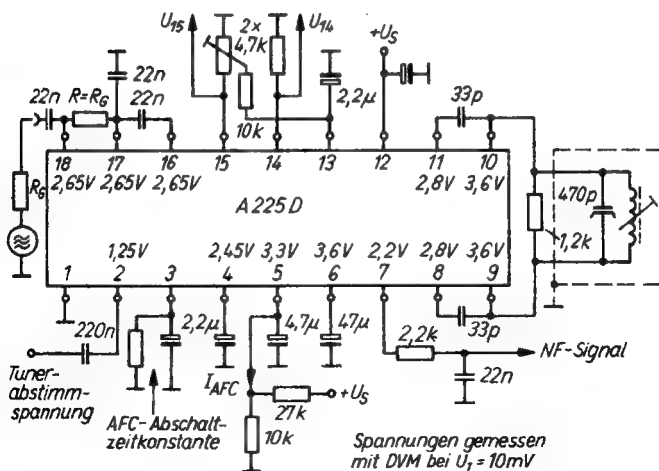 U15
2×
4,7k
U14
+US
22n
22n
R=RG
22n
10k
2,2µ
33p
18
17
16
15
14
13
12
11
10
2,65V
2,65V
2,65V
2,8V
3,6V
RG
A 225 D
470p
1,2k
1,25V
2,45V
3,3V
3,6V
2,2V
2,8V
3,6V
1
2
3
4
5
6
7
8
9
220n
2,2µ
4,7µ
47µ
33p
2,2k
NF-Signal
22n
Tuner-
abstimm-
spannung
IAFC
27k
+US
AFC-Abschalt-
zeitkonstante
10k
Spannungen gemessen
mit DVM bei U1 = 10mV